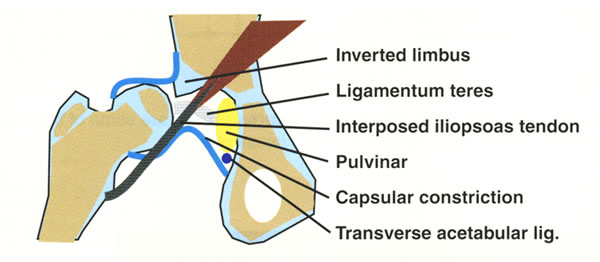 Inverted limbus
Ligamentum teres
Interposed iliopsoas tendon
Pulvinar
Capsular constriction
Transverse acetabular lig.